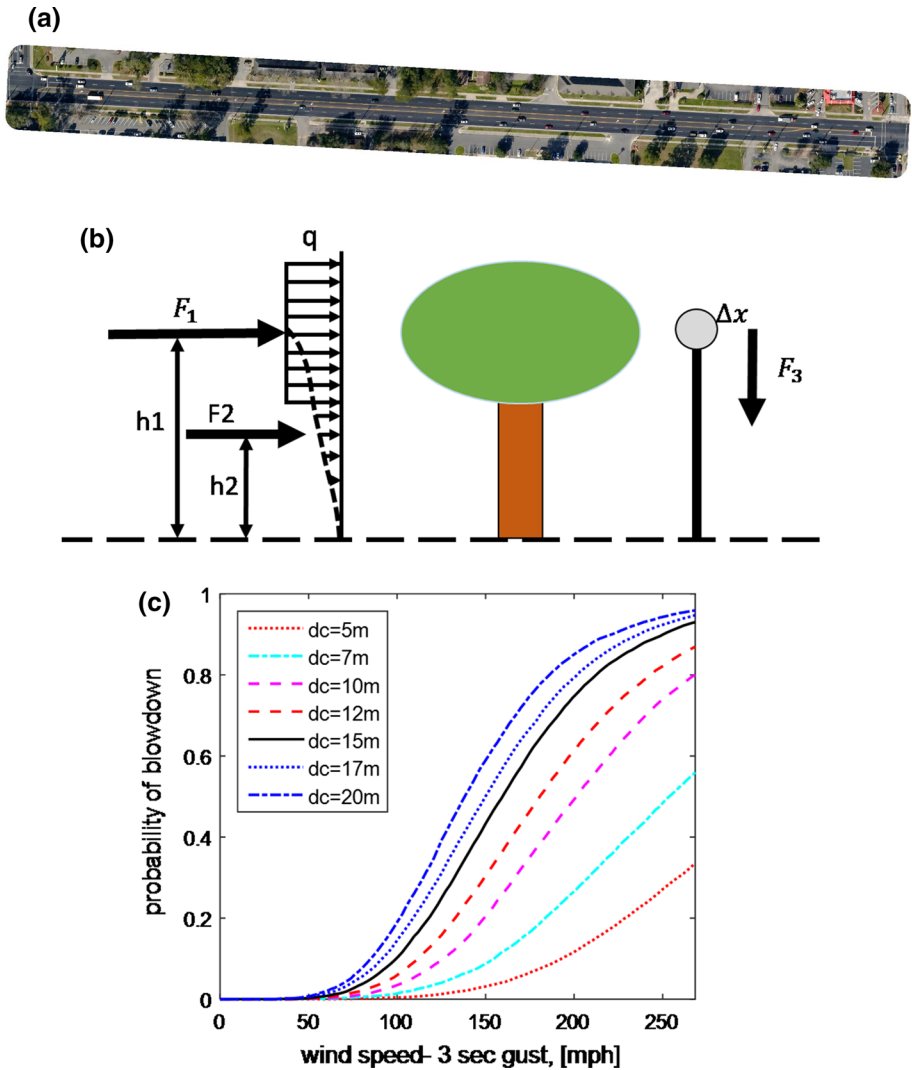 (a)
(b)
q
F₁
Δx
F₃
h1
F2
h2
(c)
1
0.8
0.6
0.4
0.2
0
probability of blowdown
dc=5m
dc=7m
dc=10m
dc=12m
dc=15m
dc=17m
dc=20m
0 50 100 150 200 250
wind speed– 3 sec gust, [mph]